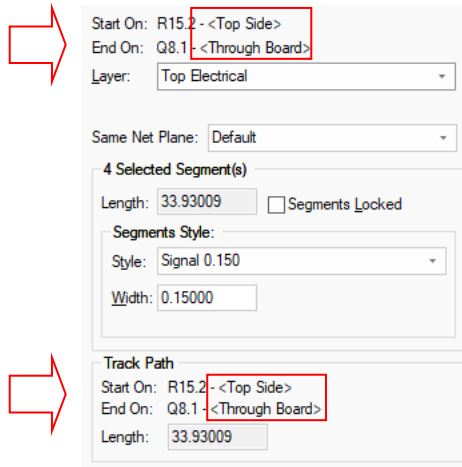 Start On: R15.2 - <Top Side>
End On: Q8.1 - <Through Board>
Layer: Top Electrical
Same Net Plane: Default
4 Selected Segment(s)
Length: 33.93009 Segments Locked
Segments Style:
Style: Signal 0.150
Width: 0.15000
Track Path
Start On: R15.2 - <Top Side>
End On: Q8.1 - <Through Board>
Length: 33.93009